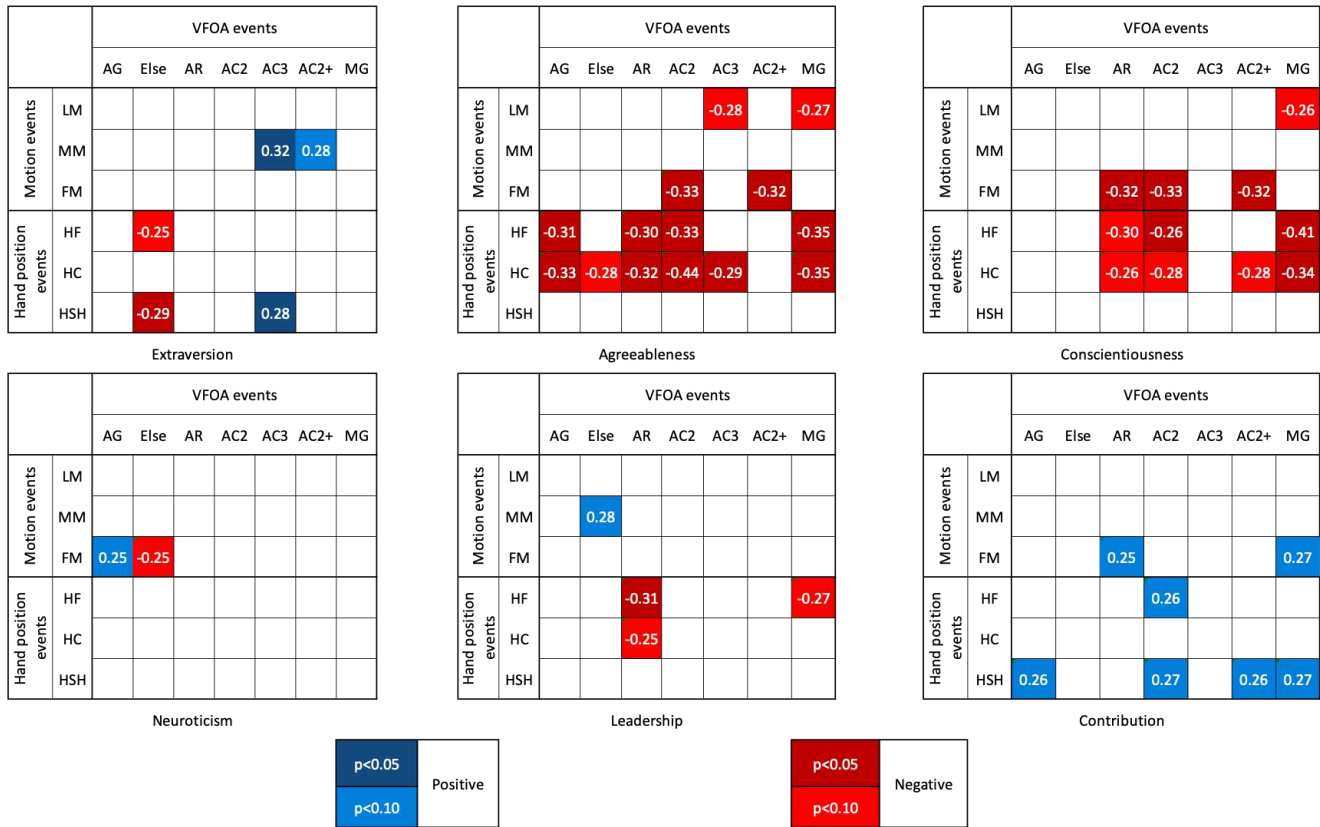 VFOA events
AG Else AR AC2 AC3 AC2+ MG
Motion events
LM
MM 0.32 0.28
FM
Hand position events
HF -0.25
HC
HSH -0.29 0.28
Extraversion
VFOA events
AG Else AR AC2 AC3 AC2+ MG
Motion events
LM -0.28 -0.27
MM
FM -0.33 -0.32
Hand position events
HF -0.31 -0.30 -0.33 -0.35
HC -0.33 -0.28 -0.32 -0.44 -0.29 -0.35
HSH
Agreeableness
VFOA events
AG Else AR AC2 AC3 AC2+ MG
Motion events
LM -0.26
MM
FM -0.32 -0.33 -0.32
Hand position events
HF -0.30 -0.26 -0.41
HC -0.26 -0.28 -0.28 -0.34
HSH
Conscientiousness
VFOA events
AG Else AR AC2 AC3 AC2+ MG
Motion events
LM
MM
FM 0.25 -0.25
Hand position events
HF
HC
HSH
Neuroticism
VFOA events
AG Else AR AC2 AC3 AC2+ MG
Motion events
LM
MM 0.28
FM
Hand position events
HF -0.31 -0.27
HC -0.25
HSH
Leadership
VFOA events
AG Else AR AC2 AC3 AC2+ MG
Motion events
LM
MM
FM 0.25 0.27
Hand position events
HF 0.26
HC
HSH 0.26 0.27 0.26 0.27
Contribution
p<0.05
Positive
p<0.10
p<0.05
Negative
p<0.10